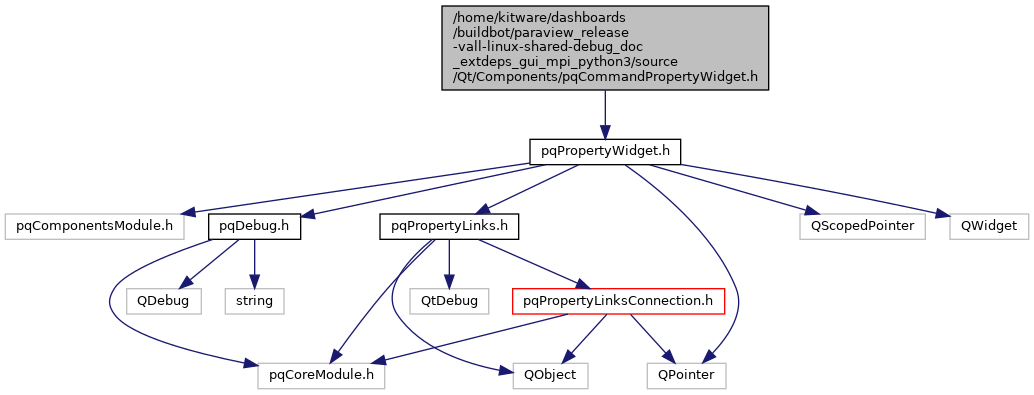 /home/kitware/dashboards
/buildbot/paraview_release
-vall-linux-shared-debug_doc
_extdeps_gui_mpi_python3/source
/Qt/Components/pqCommandPropertyWidget.h
pqPropertyWidget.h
pqComponentsModule.h
pqDebug.h
pqPropertyLinks.h
QScopedPointer
QWidget
QDebug
string
QtDebug
pqPropertyLinksConnection.h
pqCoreModule.h
QObject
QPointer